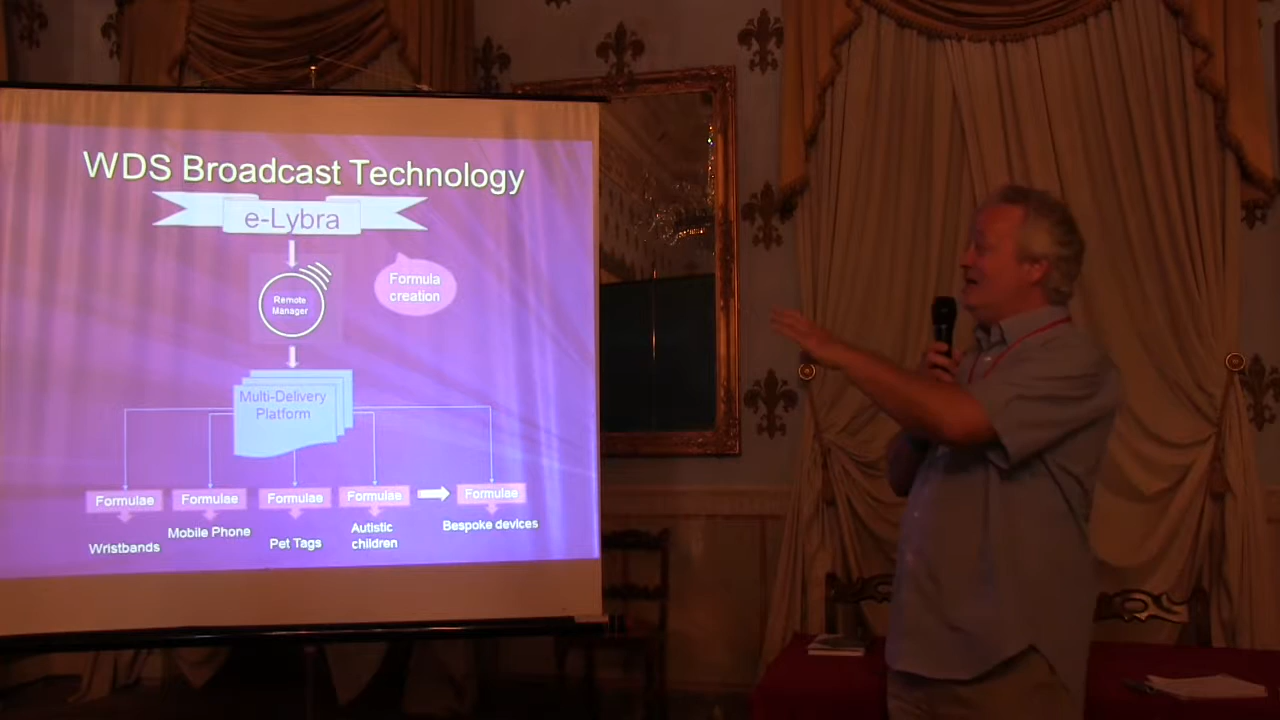 WDS Broadcast Technology
e-Lybra
Formula
creation
Remote
Manager
Multi-Delivery
Platform
Formulae
Formulae
Formulae
Formulae
Formulae
Wristbands
Mobile Phone
Pet Tags
Autistic
children
Bespoke devices